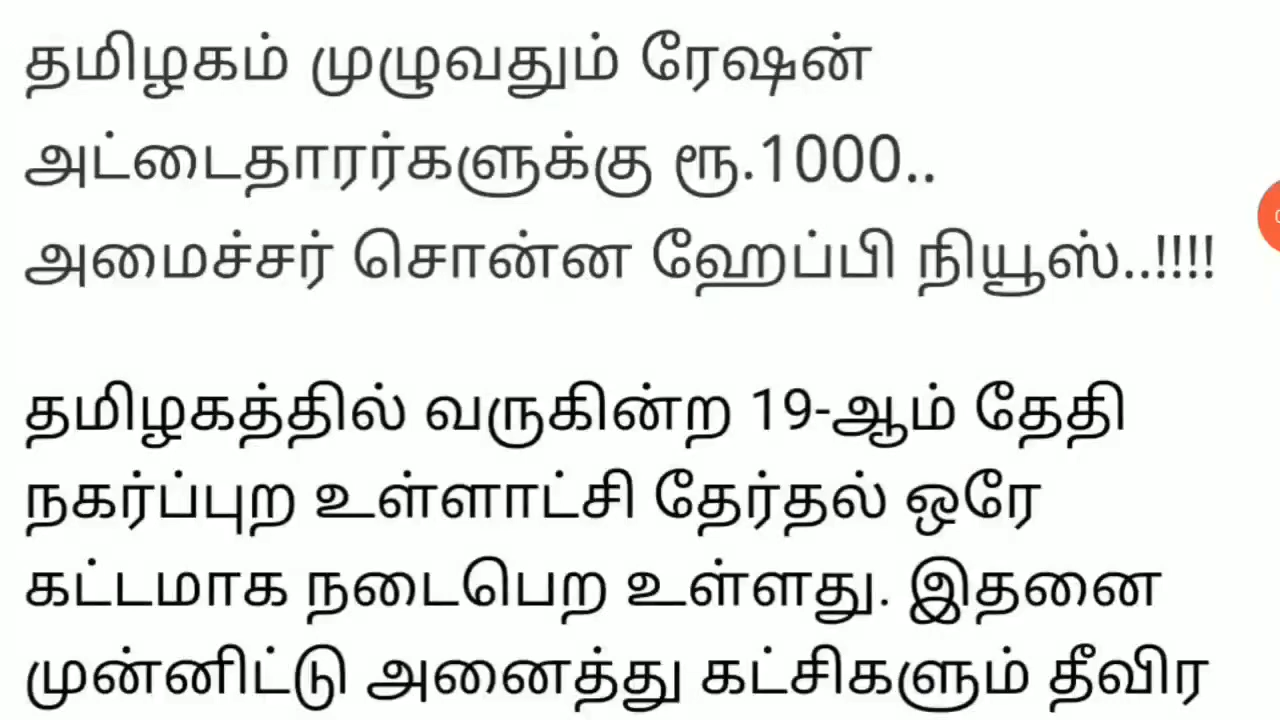 தமிழகம் முழுவதும் ரேஷன்
அட்டைதாரர்களுக்கு ரூ.1000..
அமைச்சர் சொன்ன ஹேப்பி நியூஸ்..!!!!
தமிழகத்தில் வருகின்ற 19-ஆம் தேதி
நகர்ப்புற உள்ளாட்சி தேர்தல் ஒரே
கட்டமாக நடைபெற உள்ளது. இதனை
முன்னிட்டு அனைத்து கட்சிகளும் தீவிர